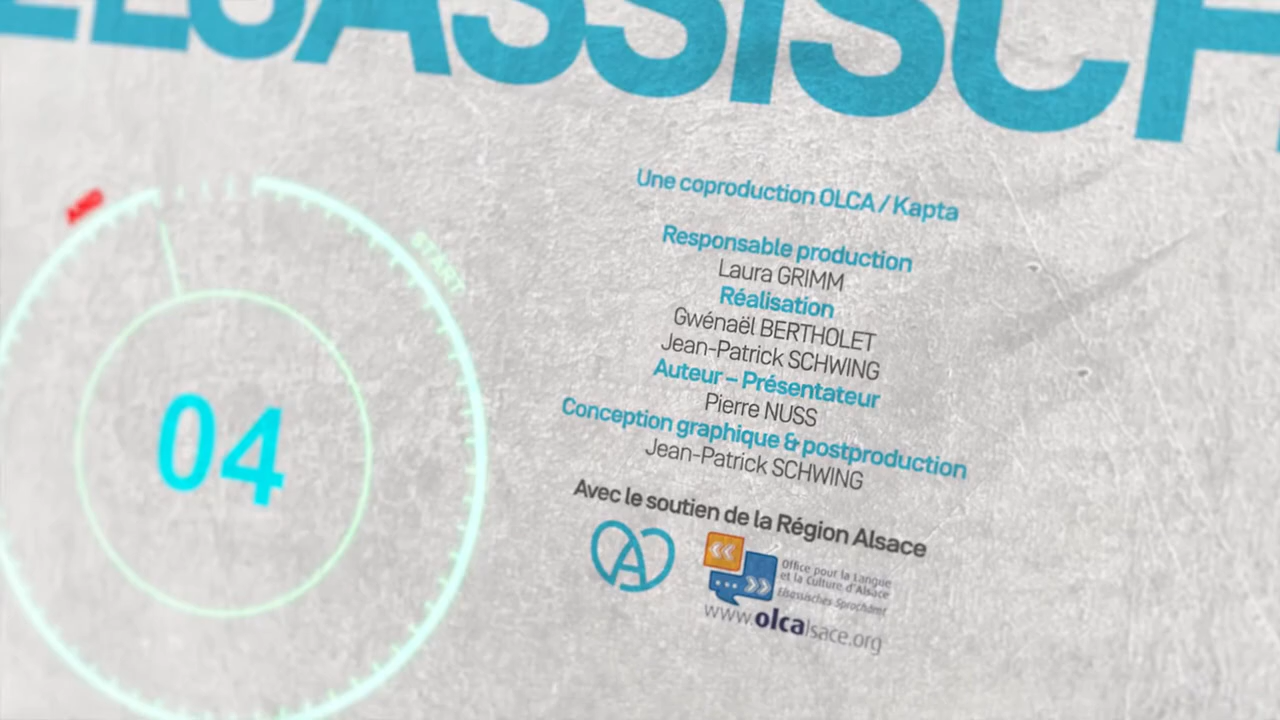 ELSASSISCH
Une coproduction OLCA / Kapta
Responsable production
Laura GRIMM
Réalisation
Gwénaël BERTHOLET
Jean-Patrick SCHWING
Auteur – Présentateur
Pierre NUSS
Conception graphique & postproduction
Jean-Patrick SCHWING
Avec le soutien de la Région Alsace
Office pour la Langue
et la Culture d'Alsace
Elsassisches Sprochàmt
www.olcalsace.org
START
04